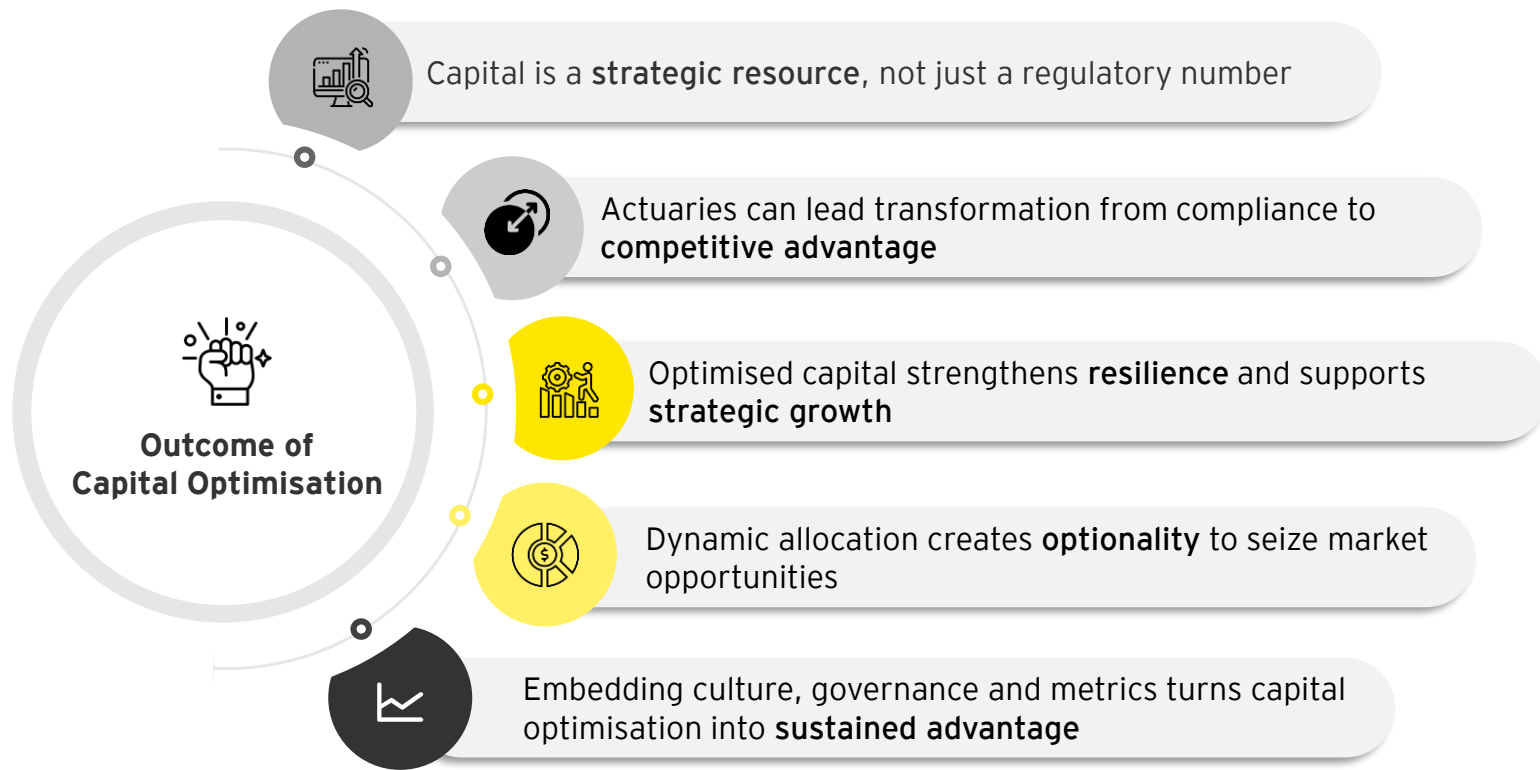 Capital is a strategic resource, not just a regulatory number
Actuaries can lead transformation from compliance to
competitive advantage
Optimised capital strengthens resilience and supports
strategic growth
Outcome of
Capital Optimisation
Dynamic allocation creates optionality to seize market
opportunities
Embedding culture, governance and metrics turns capital
optimisation into sustained advantage